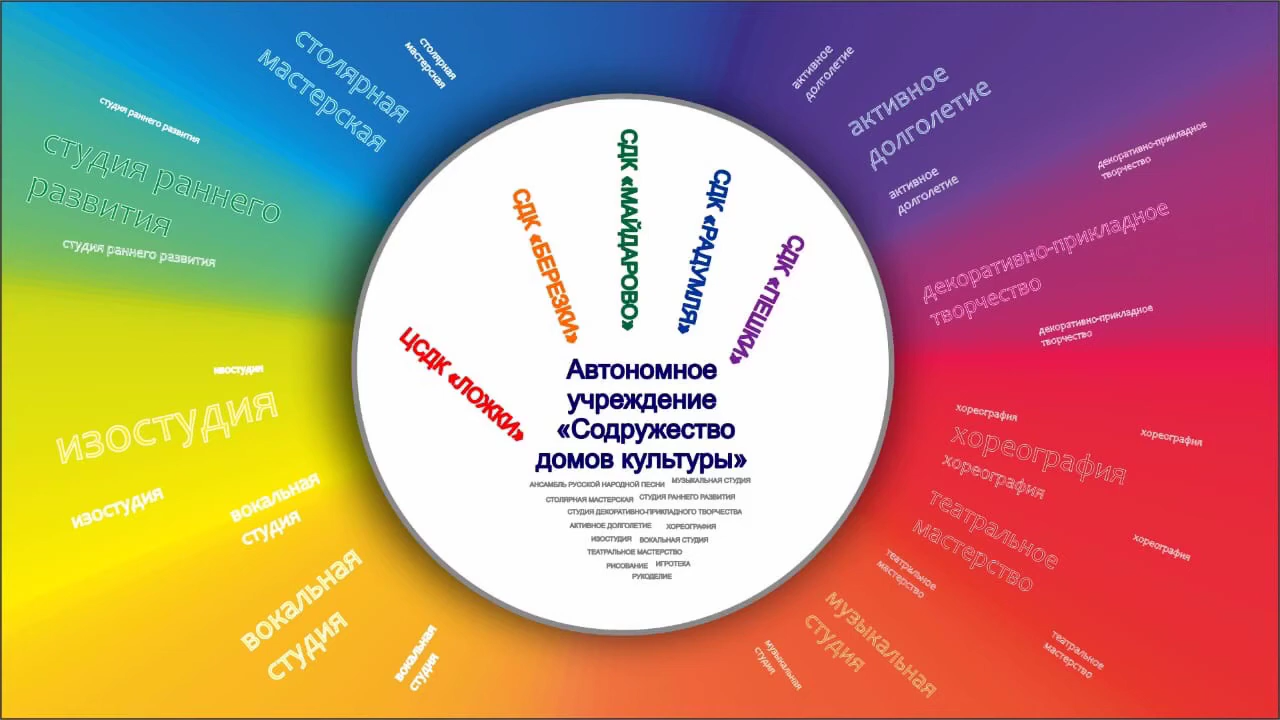 столярная
мастерская
столярная
мастерская
студия раннего развития
студия раннего
развития
студия раннего развития
изостудия
изостудия
изостудия
вокальная
студия
вокальная
студия
вокальная
студия
активное
долголетие
активное
долголетие
активное
долголетие
декоративно-прикладное
творчество
декоративно-прикладное
творчество
декоративно-прикладное
творчество
хореография
хореография
хореография
хореография
хореография
театральное
мастерство
театральное
мастерство
театральное
мастерство
музыкальная
студия
музыкальная
студия
ЦСДК «ЛОЖКИ»
СДК «БЕРЕЗКИ»
СДК «МАЙДАРОВО»
СДК «РАДУМЛЯ»
СДК «ПЕШКИ»
Автономное
учреждение
«Содружество
домов культуры»
АНСАМБЛЬ РУССКОЙ НАРОДНОЙ ПЕСНИ МУЗЫКАЛЬНАЯ СТУДИЯ
СТОЛЯРНАЯ МАСТЕРСКАЯ СТУДИЯ РАННЕГО РАЗВИТИЯ
СТУДИЯ ДЕКОРАТИВНО-ПРИКЛАДНОГО ТВОРЧЕСТВА
АКТИВНОЕ ДОЛГОЛЕТИЕ ХОРЕОГРАФИЯ
ИЗОСТУДИЯ ВОКАЛЬНАЯ СТУДИЯ
ТЕАТРАЛЬНОЕ МАСТЕРСТВО
РИСОВАНИЕ ИГРОТЕКА
РУКОДЕЛИЕ